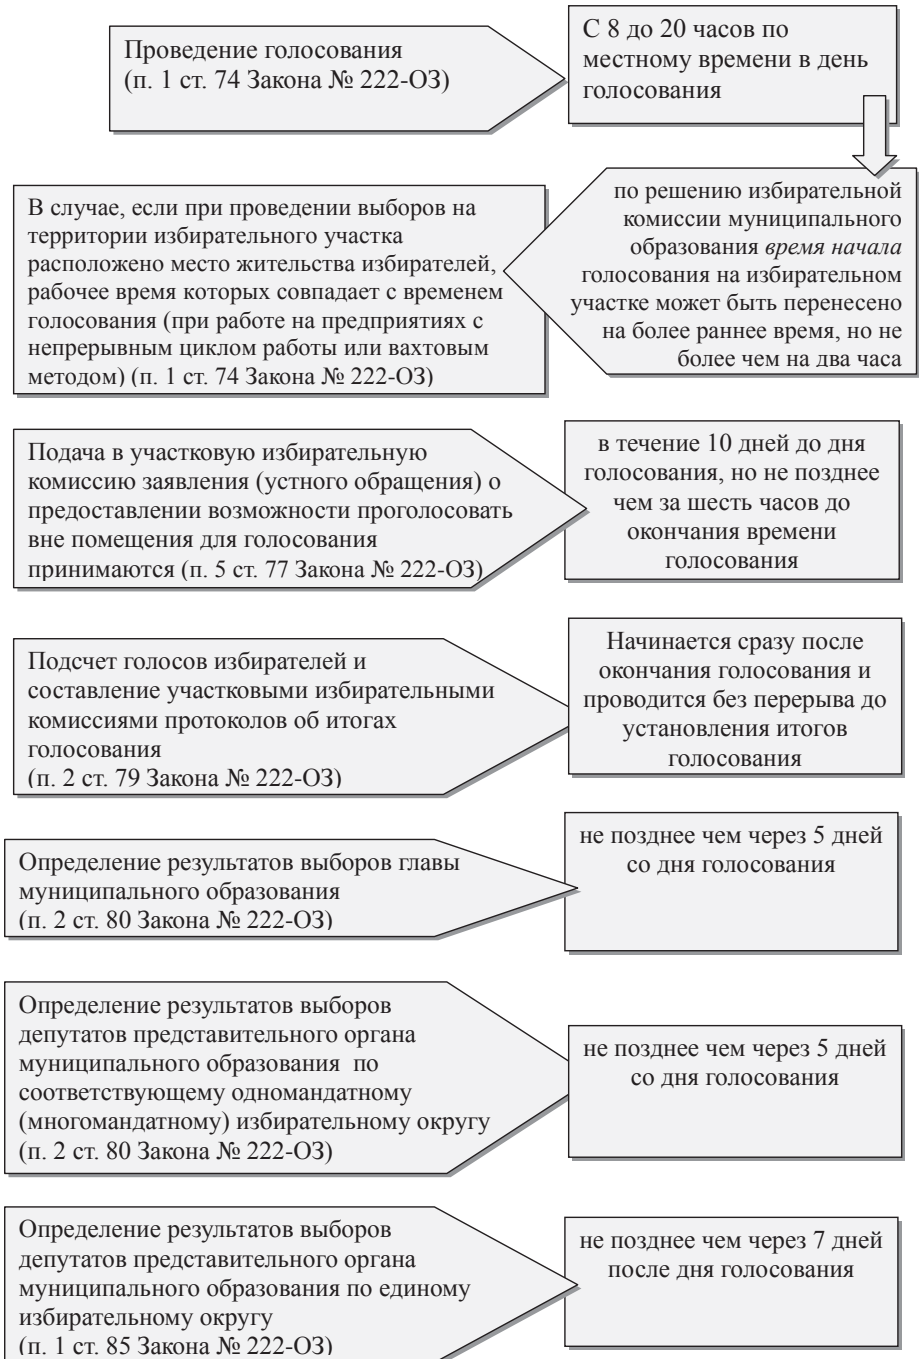 Проведение голосования
(п. 1 ст. 74 Закона № 222-ОЗ)
С 8 до 20 часов по
местному времени в день
голосования
по решению избирательной
комиссии муниципального
образования время начала
голосования на избирательном
участке может быть перенесено
на более раннее время, но не
более чем на два часа
В случае, если при проведении выборов на
территории избирательного участка
расположено место жительства избирателей,
рабочее время которых совпадает с временем
голосования (при работе на предприятиях с
непрерывным циклом работы или вахтовым
методом) (п. 1 ст. 74 Закона № 222-ОЗ)
Подача в участковую избирательную
комиссию заявления (устного обращения) о
предоставлении возможности проголосовать
вне помещения для голосования
принимаются (п. 5 ст. 77 Закона № 222-ОЗ)
в течение 10 дней до дня
голосования, но не позднее
чем за шесть часов до
окончания времени
голосования
Подсчет голосов избирателей и
составление участковыми избирательными
комиссиями протоколов об итогах
голосования
(п. 2 ст. 79 Закона № 222-ОЗ)
Начинается сразу после
окончания голосования и
проводится без перерыва до
установления итогов
голосования
Определение результатов выборов главы
муниципального образования
(п. 2 ст. 80 Закона № 222-ОЗ)
не позднее чем через 5 дней
со дня голосования
Определение результатов выборов
депутатов представительного органа
муниципального образования по
соответствующему одномандатному
(многомандатному) избирательному округу
(п. 2 ст. 80 Закона № 222-ОЗ)
не позднее чем через 5 дней
со дня голосования
Определение результатов выборов
депутатов представительного органа
муниципального образования по единому
избирательному округу
(п. 1 ст. 85 Закона № 222-ОЗ)
не позднее чем через 7 дней
после дня голосования